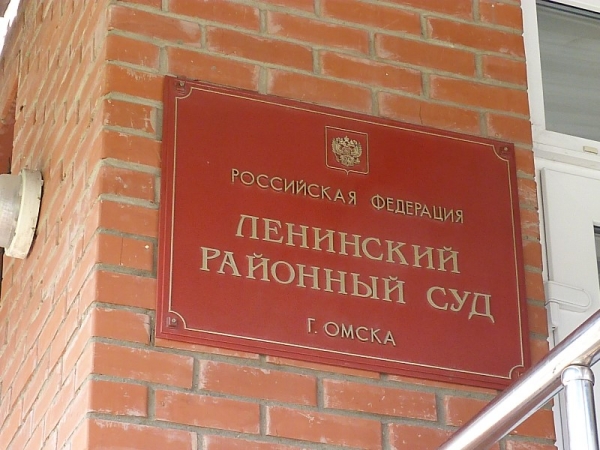 РОССИЙСКАЯ ФЕДЕРАЦИЯ
ЛЕНИНСКИЙ
РАЙОННЫЙ СУД
Г. ОМСКА